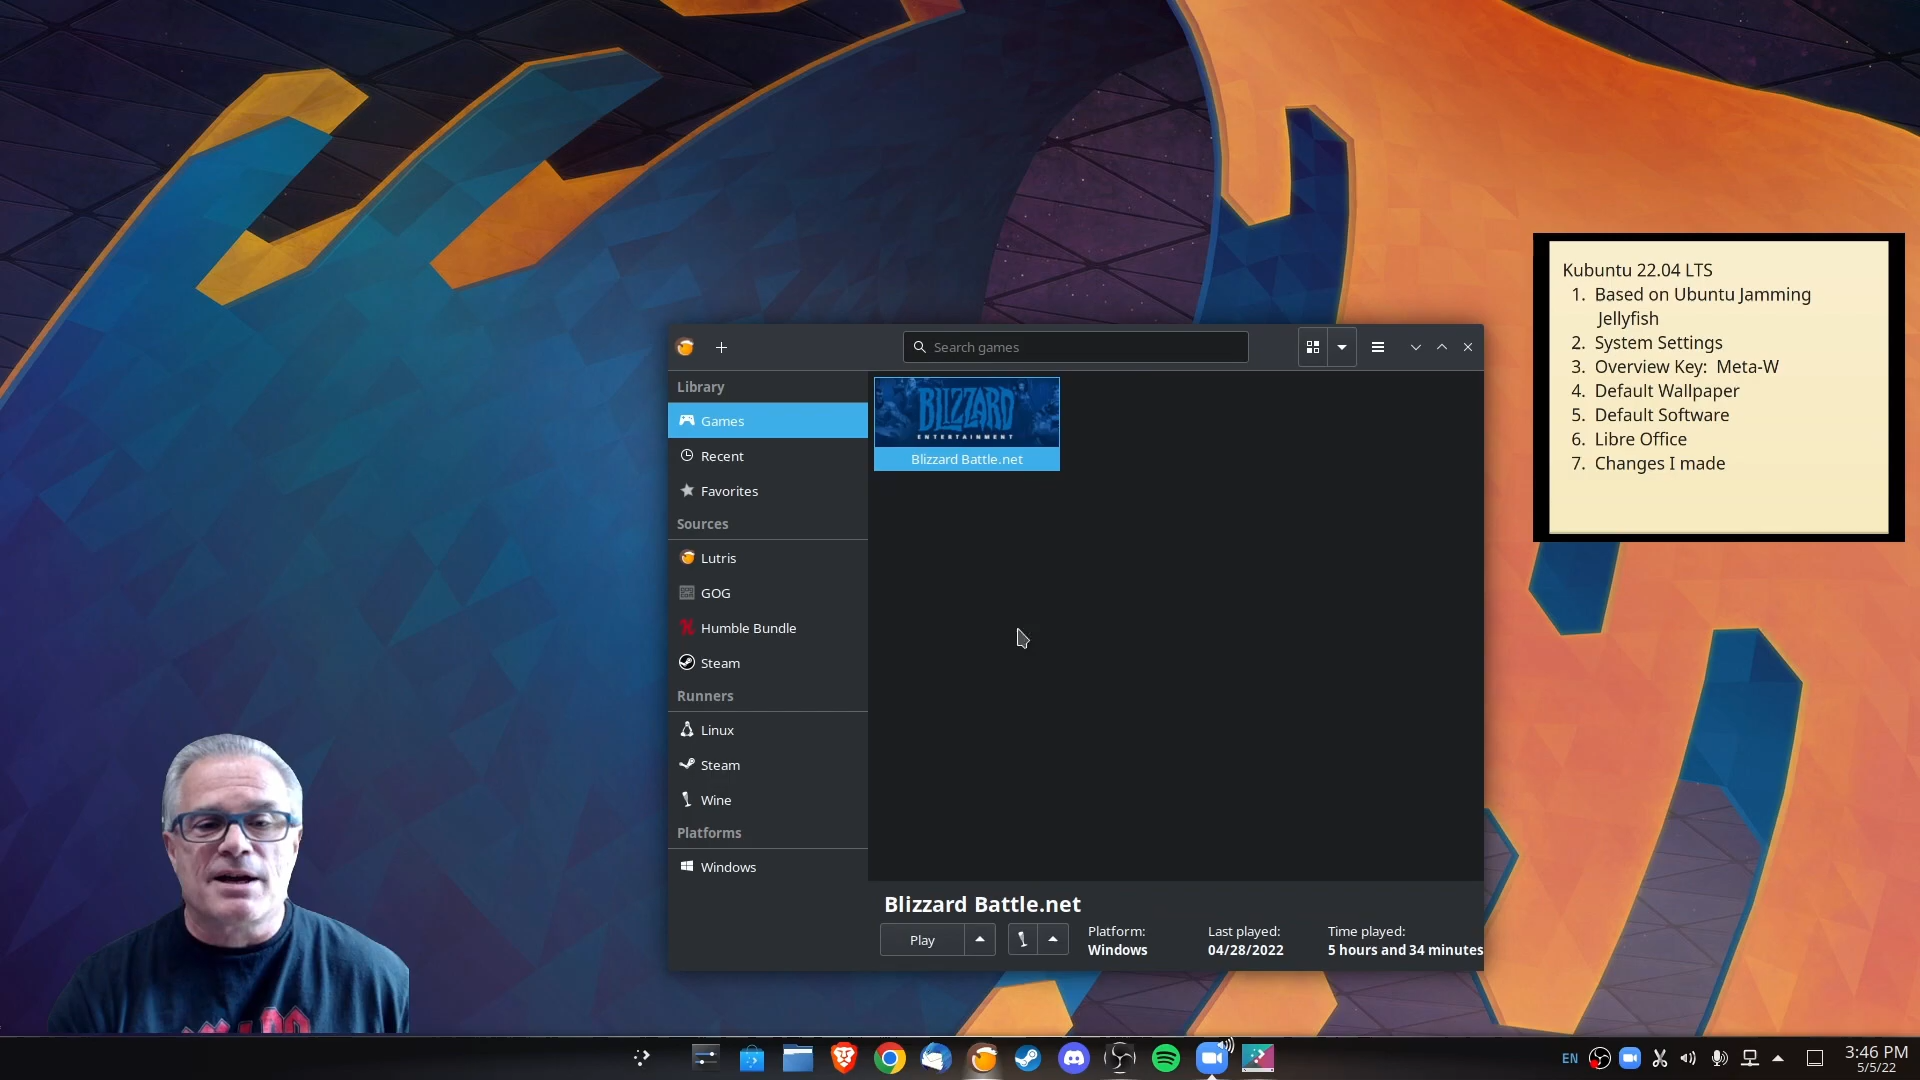 Search games
Library
Games
Recent
Favorites
Sources
Lutris
GOG
Humble Bundle
Steam
Runners
Linux
Steam
Wine
Platforms
Windows
BLIZZARD
ENTERTAINMENT
Blizzard Battle.net
Blizzard Battle.net
Play
Platform:
Windows
Last played:
04/28/2022
Time played:
5 hours and 34 minutes
Kubuntu 22.04 LTS
1. Based on Ubuntu Jamming
Jellyfish
2. System Settings
3. Overview Key: Meta-W
4. Default Wallpaper
5. Default Software
6. Libre Office
7. Changes I made
EN
3:46 PM
5/5/22